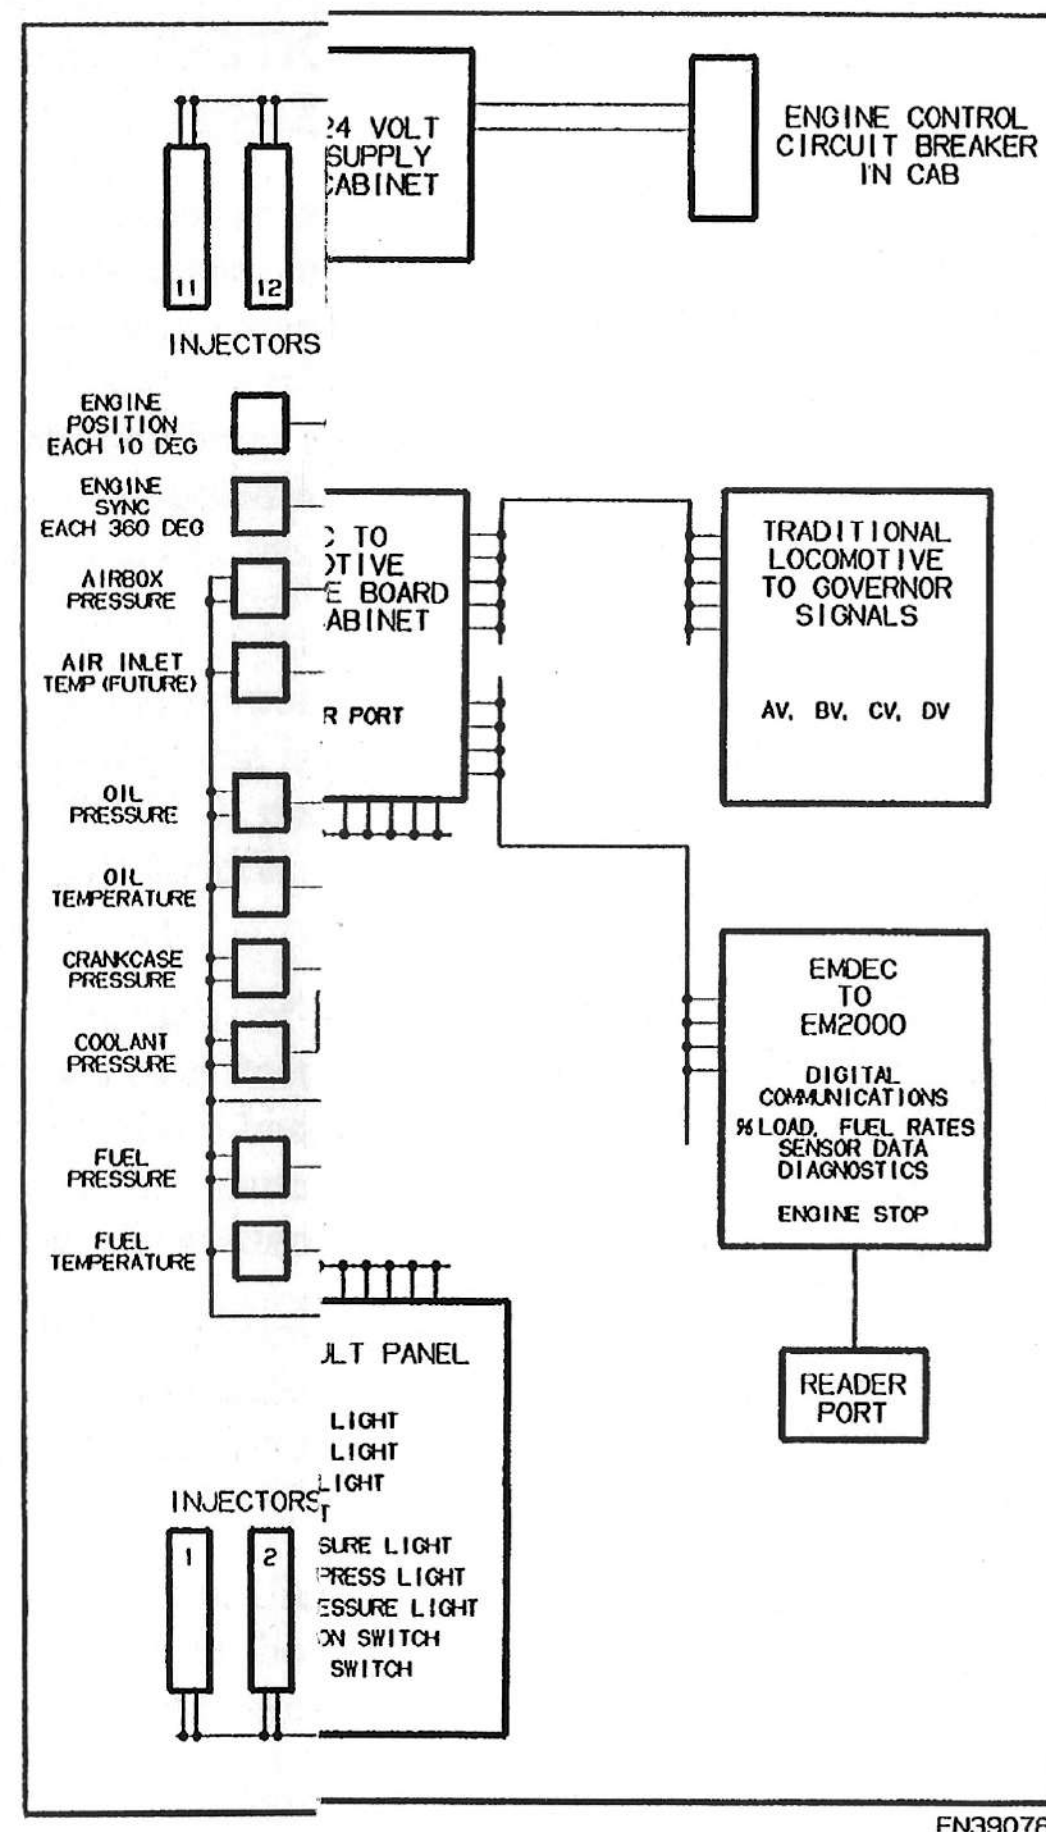 24 VOLT
SUPPLY
CABINET
ENGINE CONTROL
CIRCUIT BREAKER
IN CAB
11
12
INJECTORS
ENGINE
POSITION
EACH 10 DEG
ENGINE
SYNC
EACH 360 DEG
AIRBOX
PRESSURE
AIR INLET
TEMP (FUTURE)
OIL
PRESSURE
OIL
TEMPERATURE
CRANKCASE
PRESSURE
COOLANT
PRESSURE
FUEL
PRESSURE
FUEL
TEMPERATURE
C TO
OTIVE
E BOARD
ABINET
R PORT
TRADITIONAL
LOCOMOTIVE
TO GOVERNOR
SIGNALS
AV, BV, CV, DV
EMDEC
TO
EM2000
DIGITAL
COMMUNICATIONS
% LOAD, FUEL RATES
SENSOR DATA
DIAGNOSTICS
ENGINE STOP
READER
PORT
ULT PANEL
LIGHT
LIGHT
LIGHT
T
SURE LIGHT
PRESS LIGHT
ESSURE LIGHT
ON SWITCH
SWITCH
INJECTORS
1
2
EN39078